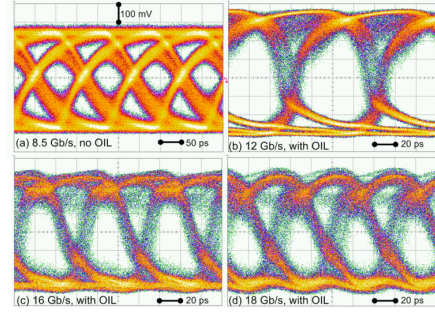 100 mV
(a) 8.5 Gb/s, no OIL
50 ps
(b) 12 Gb/s, with OIL
20 ps
(c) 16 Gb/s, with OIL
20 ps
(d) 18 Gb/s, with OIL
20 ps